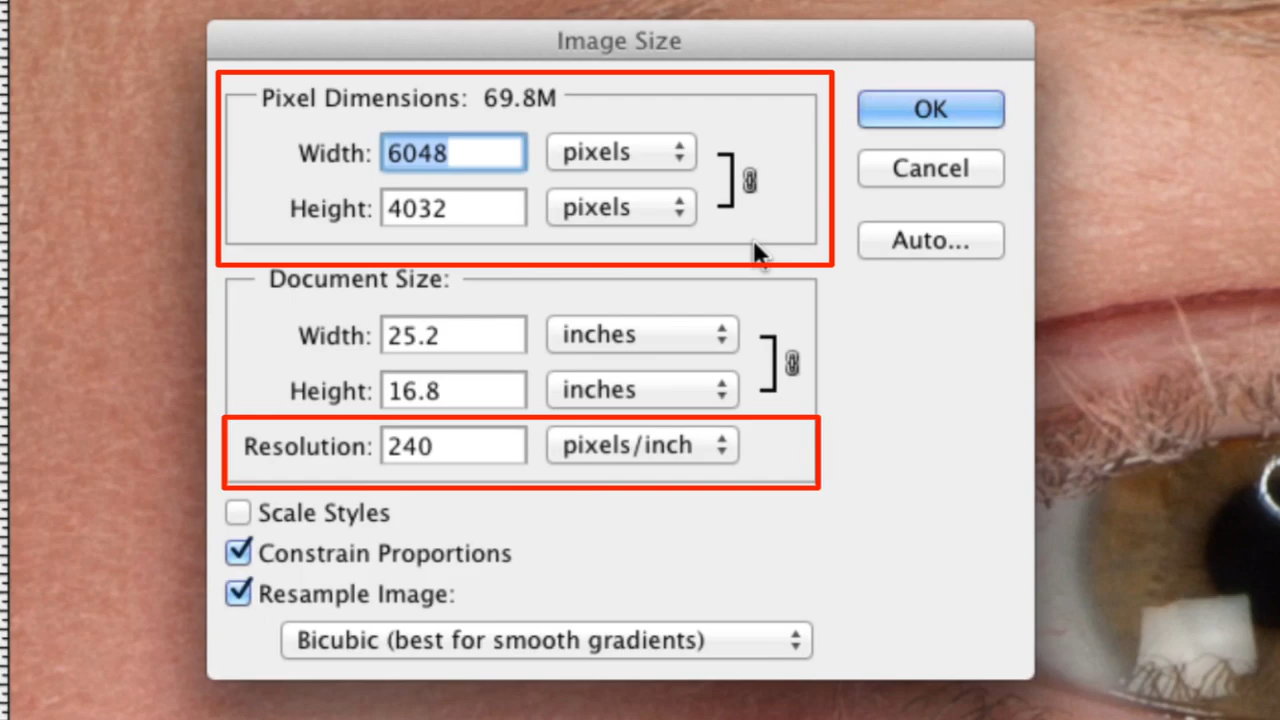 Image Size
Pixel Dimensions: 69.8M
Width: 6048 pixels
Height: 4032 pixels
OK
Cancel
Auto...
Document Size:
Width: 25.2 inches
Height: 16.8 inches
Resolution: 240 pixels/inch
Scale Styles
Constrain Proportions
Resample Image:
Bicubic (best for smooth gradients)